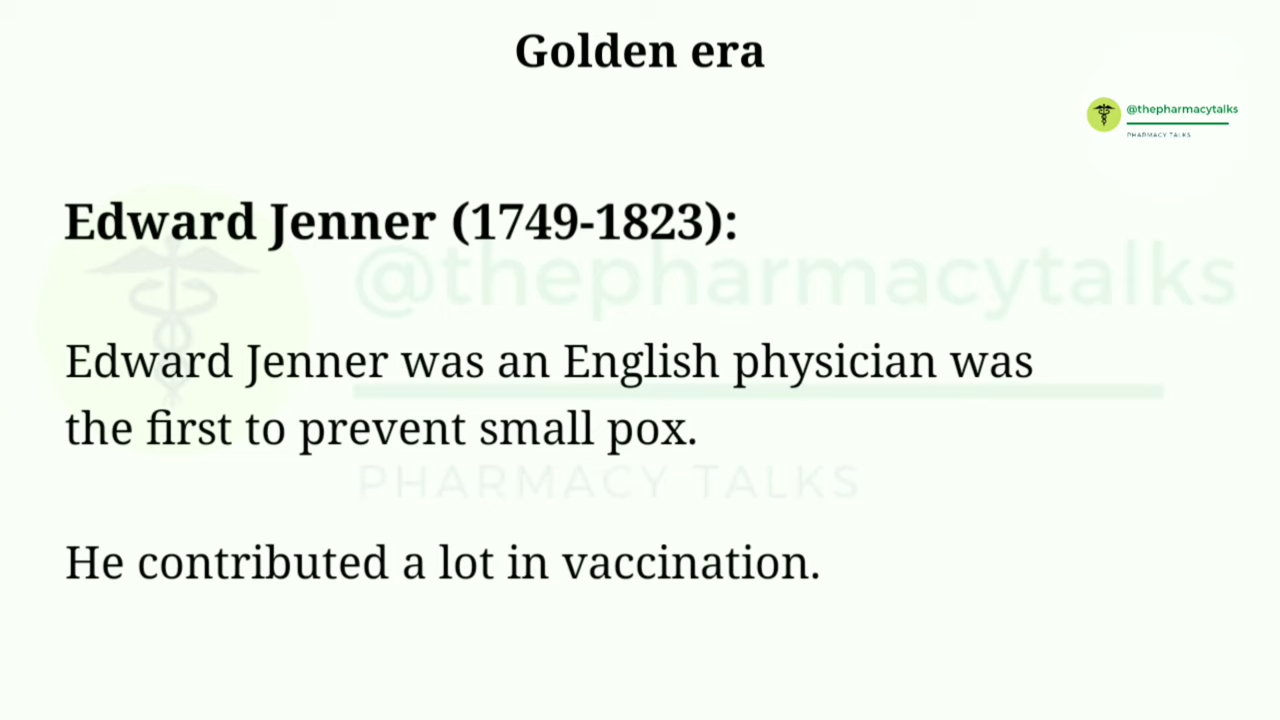 Golden era
@thepharmacytalks
PHARMACY TALKS
Edward Jenner (1749-1823):
@thepharmacytalks
Edward Jenner was an English physician was
the first to prevent small pox.
PHARMACY TALKS
He contributed a lot in vaccination.